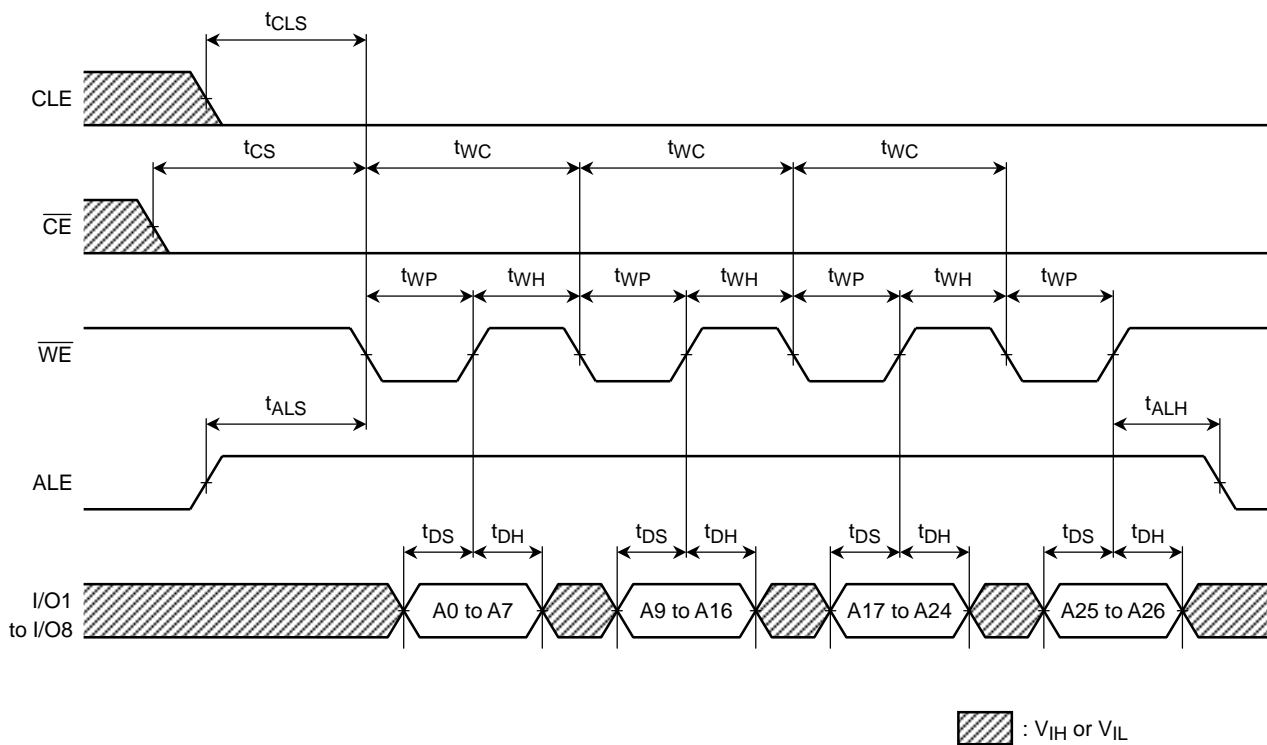 tCLS
CLE
tCS tWC tWC tWC
CE
tWP tWH tWP tWH tWP tWH tWP
WE
tALS tALH
ALE
tDS tDH tDS tDH tDS tDH tDS tDH
I/O1
to I/O8
A0 to A7 A9 to A16 A17 to A24 A25 to A26
: VIH or VIL